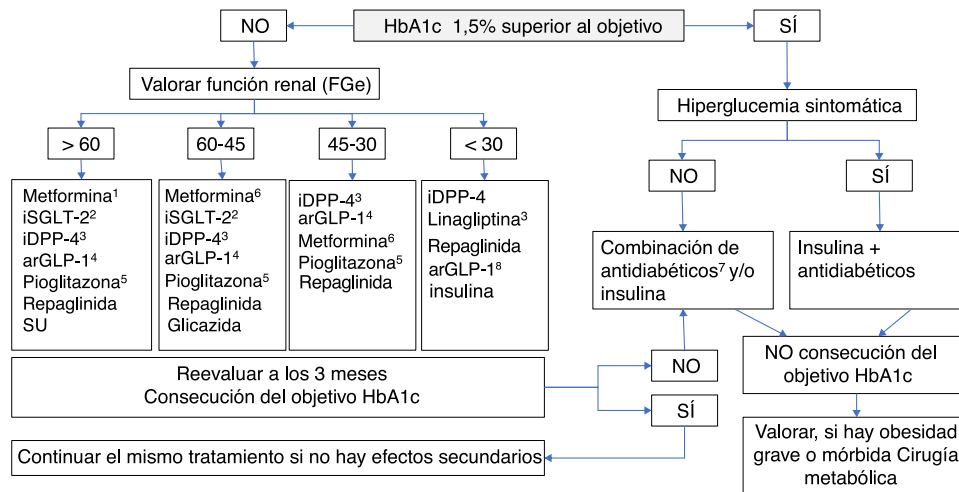 NO
HbA1c 1,5% superior al objetivo
SÍ
Valorar función renal (FGe)
Hiperglucemia sintomática
> 60
60-45
45-30
< 30
NO
SÍ
Metformina¹
iSGLT-2²
iDPP-4³
arGLP-1⁴
Pioglitazona⁵
Repaglinida
SU
Metformina⁶
iSGLT-2²
iDPP-4³
arGLP-1⁴
Pioglitazona⁵
Repaglinida
Glicazida
iDPP-4³
arGLP-1⁴
Metformina⁶
Pioglitazona⁵
Repaglinida
iDPP-4
Linagliptina³
Repaglinida
arGLP-1⁸
insulina
Combinación de
antidiabéticos⁷ y/o
insulina
Insulina +
antidiabéticos
Reevaluar a los 3 meses
Consecución del objetivo HbA1c
NO
SÍ
NO consecución del
objetivo HbA1c
Continuar el mismo tratamiento si no hay efectos secundarios
Valorar, si hay obesidad
grave o mórbida Cirugía
metabólica